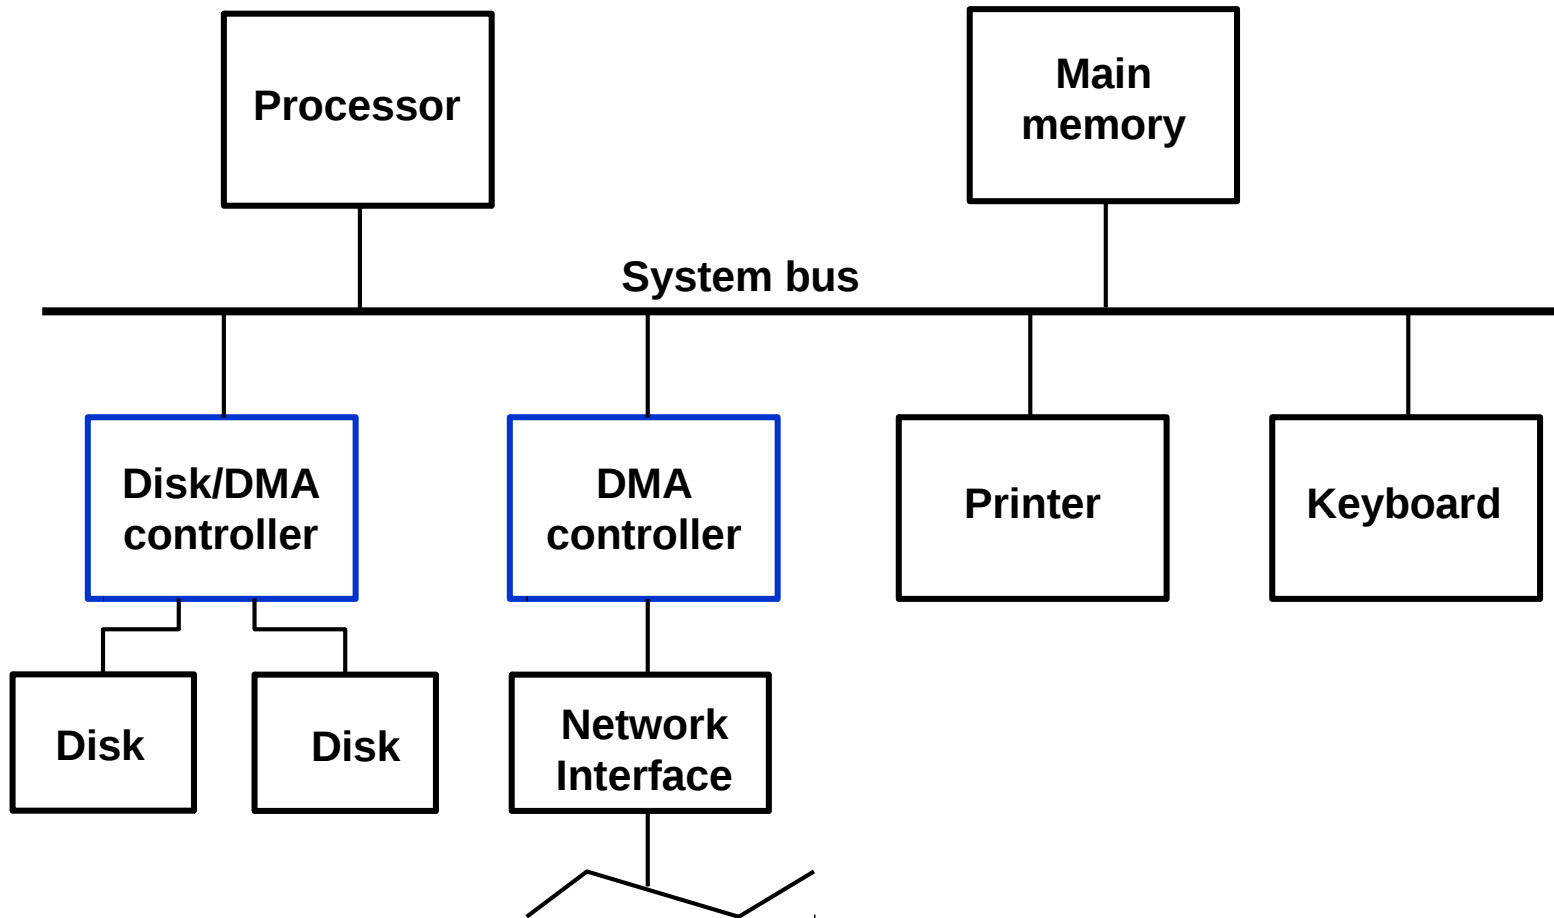 Processor
Main
memory
System bus
Disk/DMA
controller
DMA
controller
Printer
Keyboard
Disk
Disk
Network
Interface